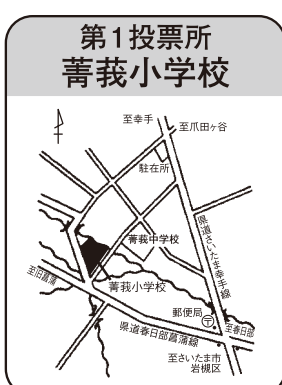 第1投票所
菁莪小学校
至幸手
至爪田ヶ谷
駐在所
菁莪中学校
県道さいたま幸手線
至旧菖蒲
菁莪小学校
郵便局
〒
至春日部
県道春日部菖蒲線
至さいたま市
岩槻区